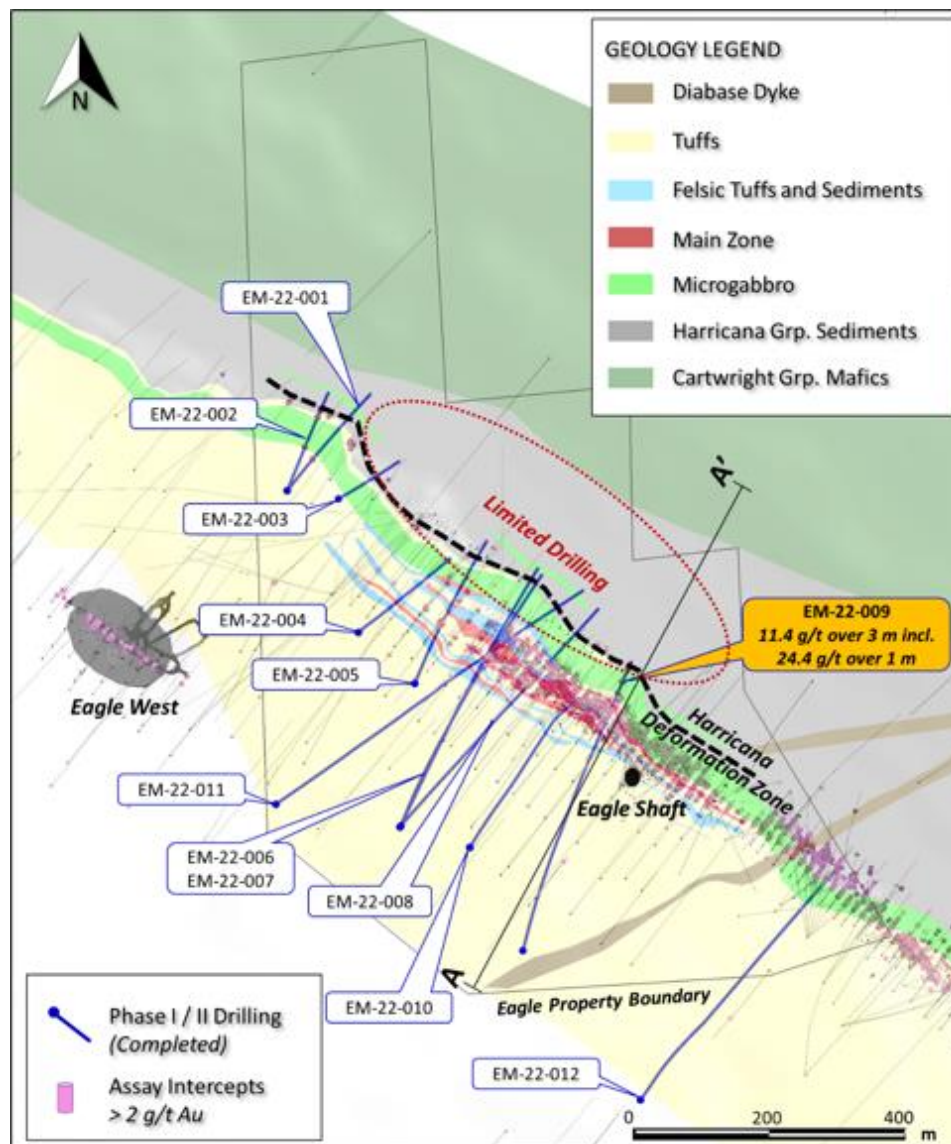 N
GEOLOGY LEGEND
Diabase Dyke
Tuffs
Felsic Tuffs and Sediments
Main Zone
Microgabbro
Harricana Grp. Sediments
Cartwright Grp. Mafics
EM-22-001
EM-22-002
EM-22-003
EM-22-004
EM-22-005
Limited Drilling
A'
EM-22-009
11.4 g/t over 3 m incl.
24.4 g/t over 1 m
Eagle West
Harricana
Deformation Zone
Eagle Shaft
EM-22-011
EM-22-006
EM-22-007
EM-22-008
EM-22-010
A
Eagle Property Boundary
EM-22-012
Phase I / II Drilling
(Completed)
Assay Intercepts
> 2 g/t Au
0 200 400
m